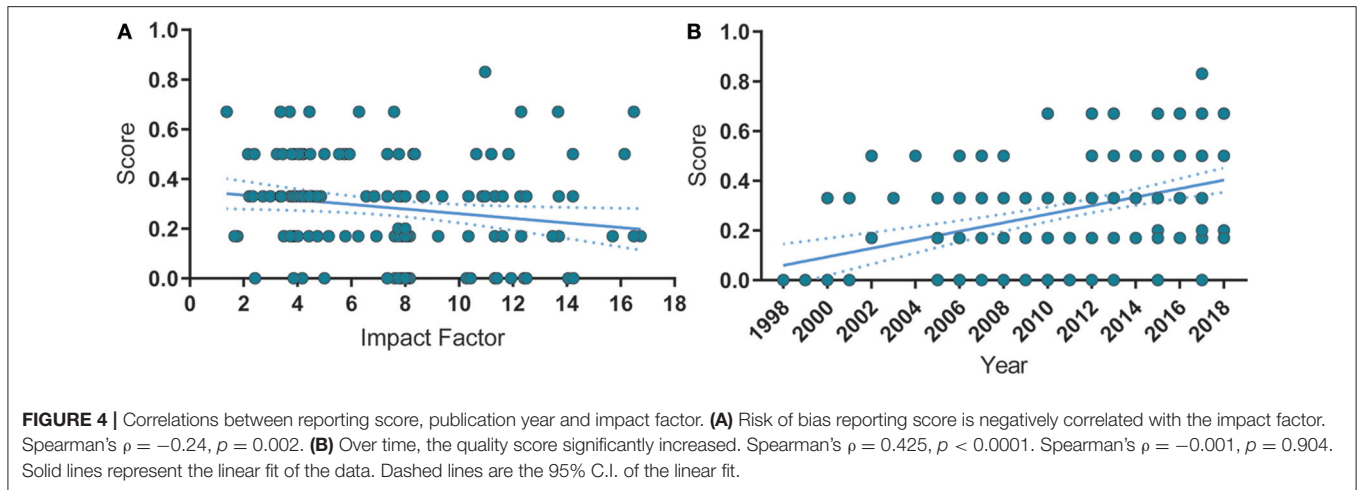 A
1.0
0.8
0.6
0.4
0.2
0.0
Score
0 2 4 6 8 10 12 14 16 18
Impact Factor
B
1.0
0.8
0.6
0.4
0.2
0.0
Score
1998 2000 2002 2004 2006 2008 2010 2012 2014 2016 2018
Year
FIGURE 4 | Correlations between reporting score, publication year and impact factor. (A) Risk of bias reporting score is negatively correlated with the impact factor.
Spearman's ρ = −0.24, p = 0.002. (B) Over time, the quality score significantly increased. Spearman's ρ = 0.425, p < 0.0001. Spearman's ρ = −0.001, p = 0.904.
Solid lines represent the linear fit of the data. Dashed lines are the 95% C.I. of the linear fit.